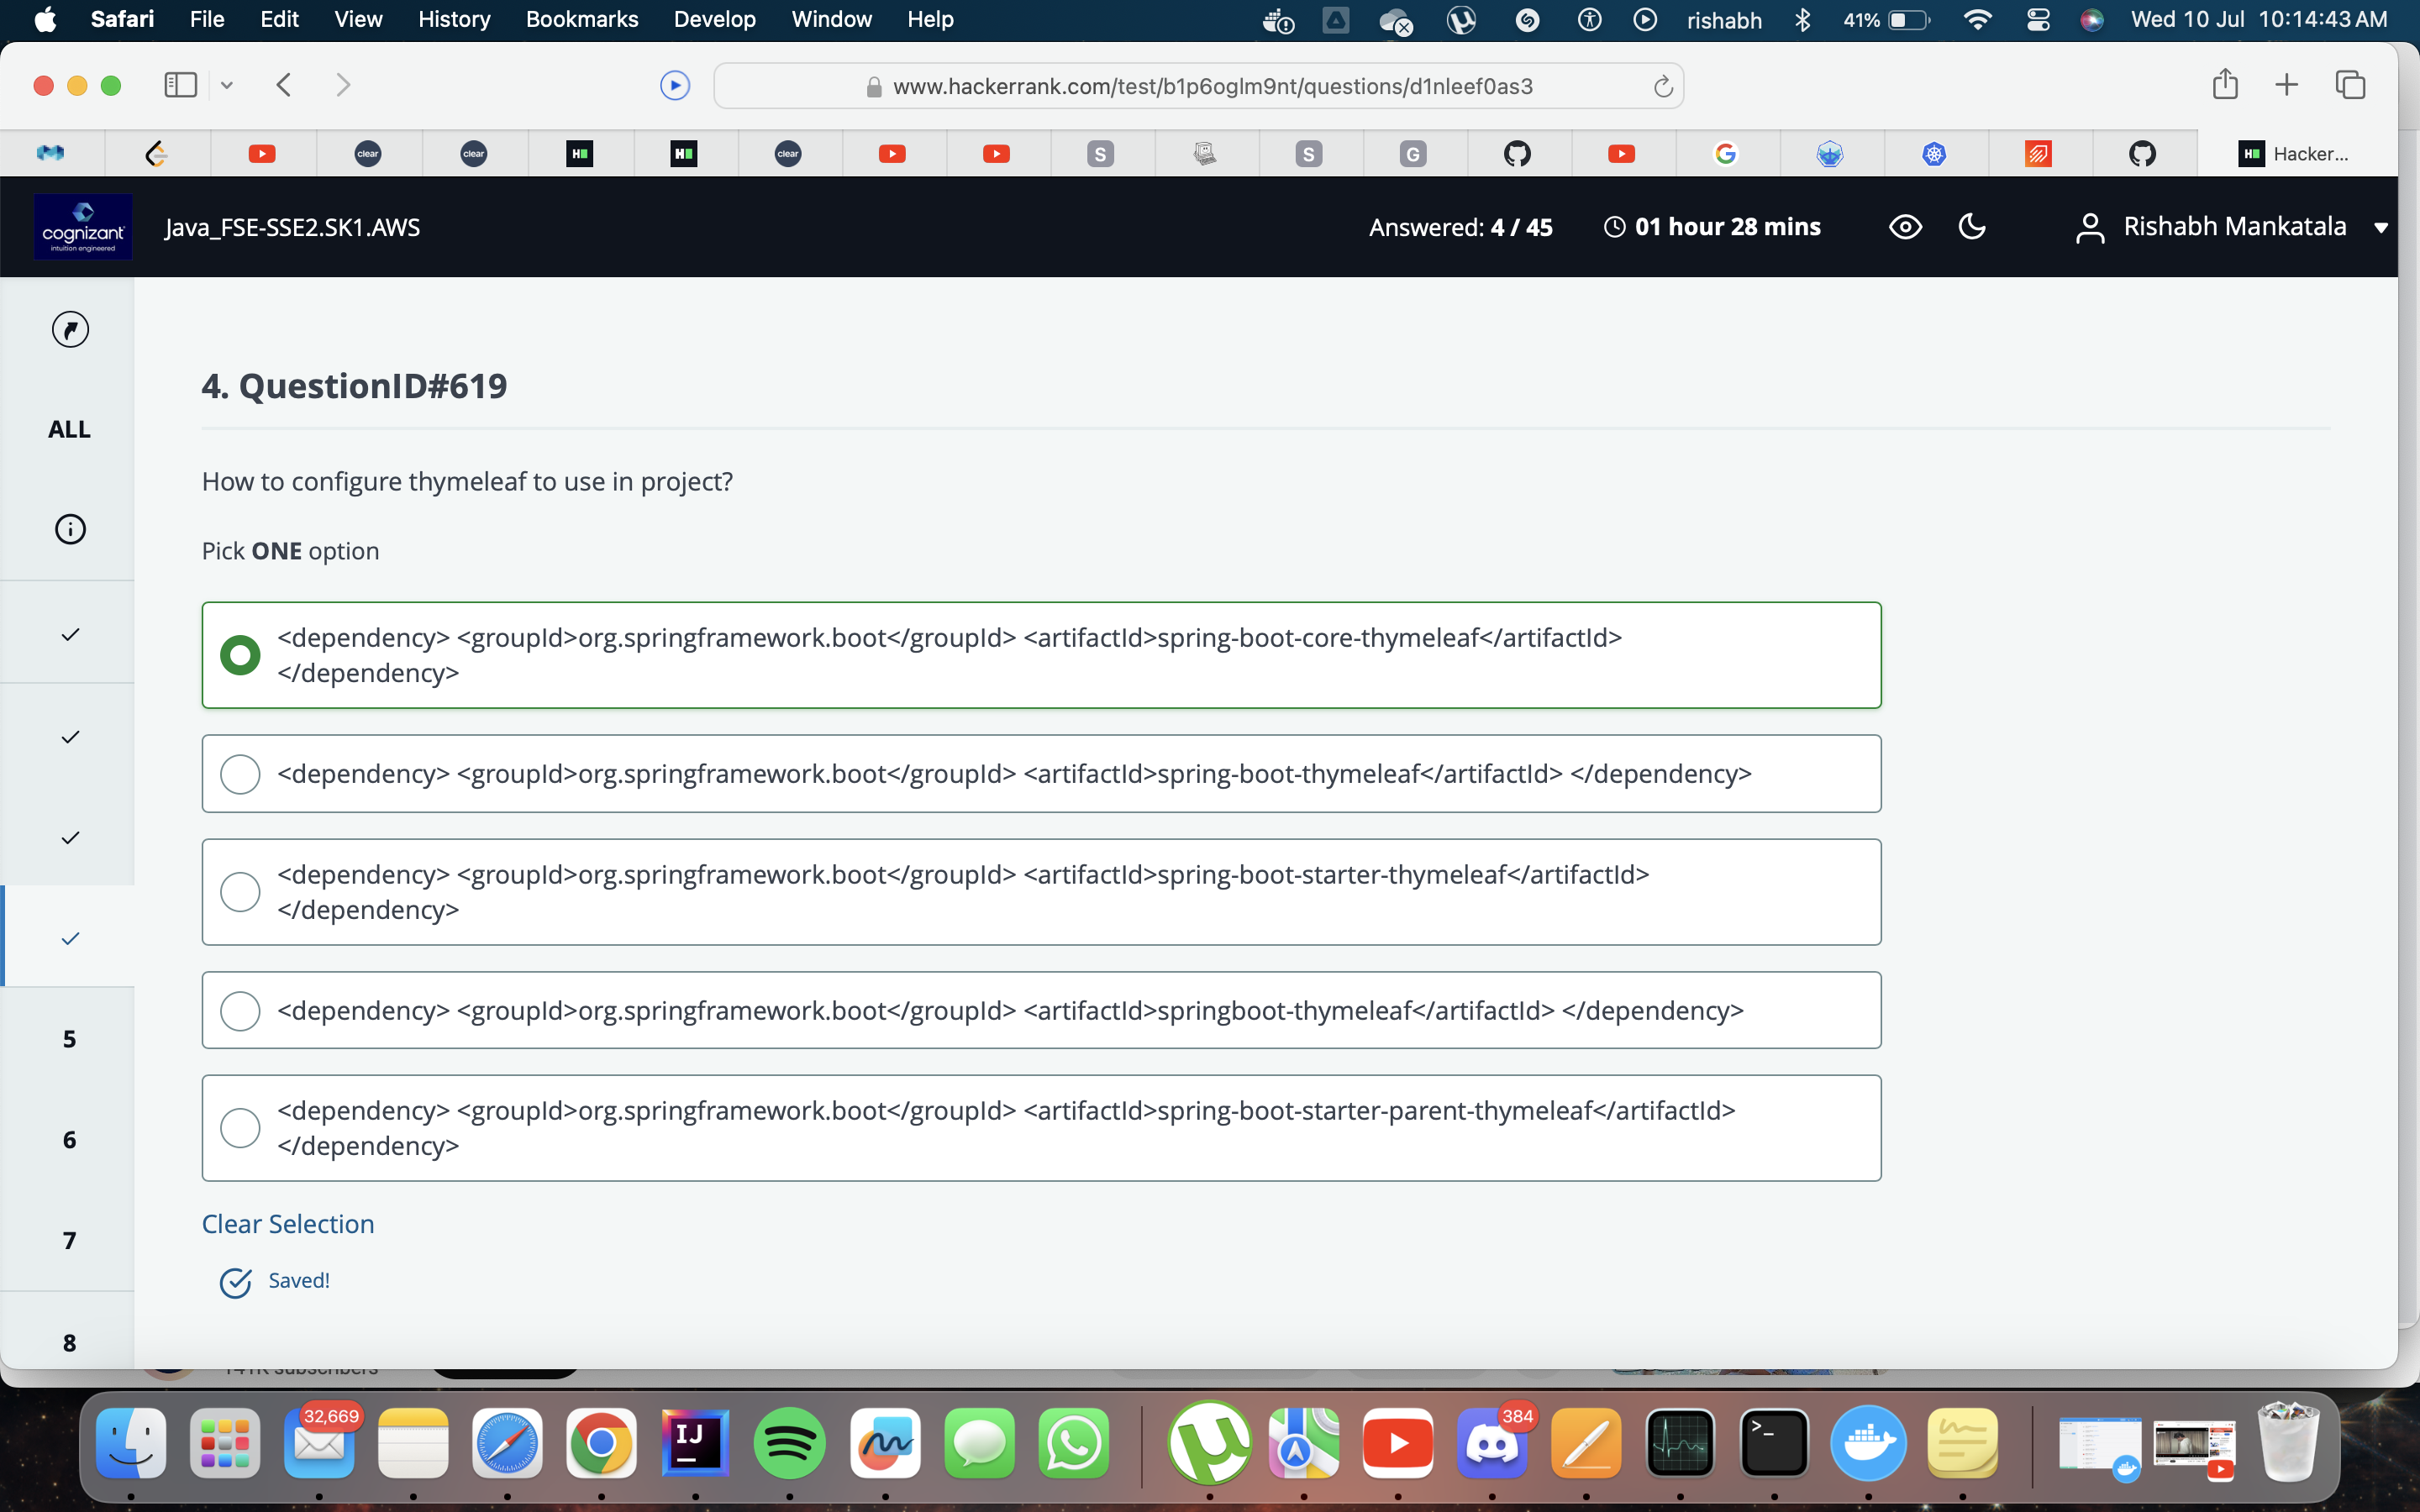 Safari File Edit View History Bookmarks Develop Window Help rishabh 41% Wed 10 Jul 10:14:43 AM
www.hackerrank.com/test/b1p6oglm9nt/questions/d1nleef0as3
clear clear H H clear S S G H Hacker...
cognizant
intuition engineered
Java_FSE-SSE2.SK1.AWS
Answered: 4 / 45
01 hour 28 mins
Rishabh Mankatala
ALL
5
6
7
8
4. QuestionID#619
How to configure thymeleaf to use in project?
Pick ONE option
<dependency> <groupId>org.springframework.boot</groupId> <artifactId>spring-boot-core-thymeleaf</artifactId>
</dependency>
<dependency> <groupId>org.springframework.boot</groupId> <artifactId>spring-boot-thymeleaf</artifactId> </dependency>
<dependency> <groupId>org.springframework.boot</groupId> <artifactId>spring-boot-starter-thymeleaf</artifactId>
</dependency>
<dependency> <groupId>org.springframework.boot</groupId> <artifactId>springboot-thymeleaf</artifactId> </dependency>
<dependency> <groupId>org.springframework.boot</groupId> <artifactId>spring-boot-starter-parent-thymeleaf</artifactId>
</dependency>
Clear Selection
Saved!
32,669
IJ
384
>_